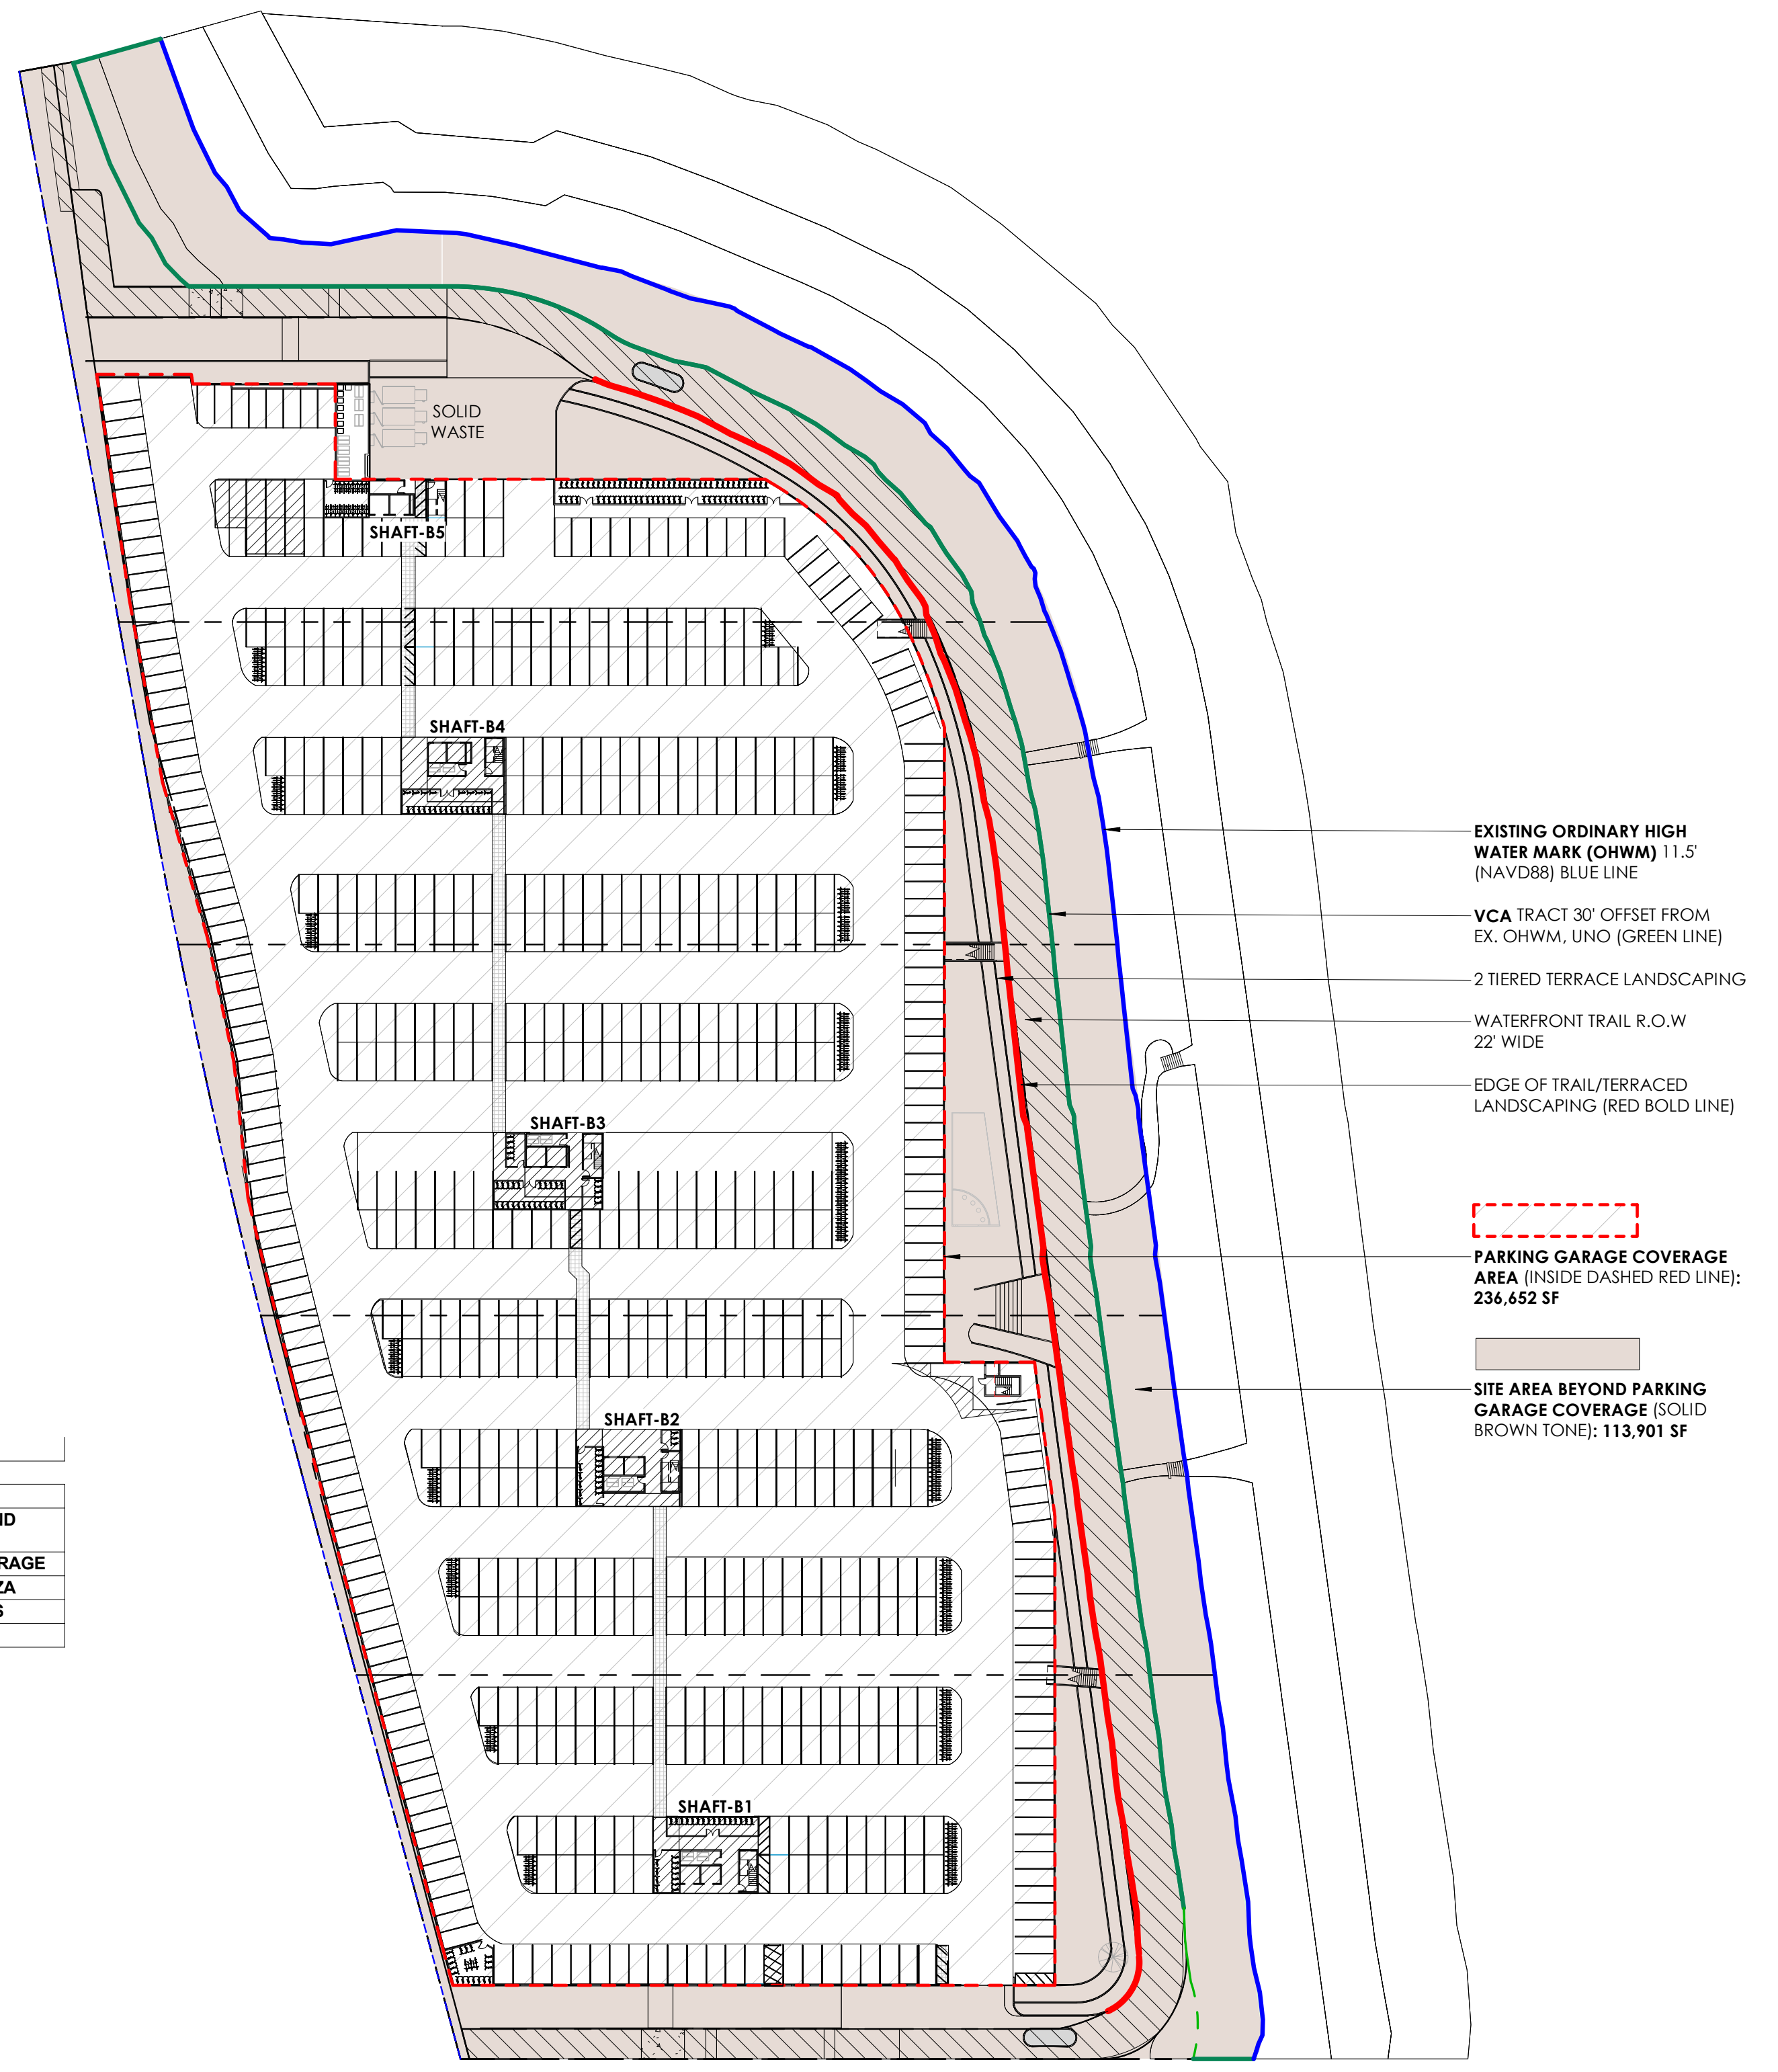 SOLID
WASTE
SHAFT-B5
SHAFT-B4
EXISTING ORDINARY HIGH
WATER MARK (OHWM) 11.5'
(NAVD88) BLUE LINE
VCA TRACT 30' OFFSET FROM
EX. OHWM, UNO (GREEN LINE)
2 TIERED TERRACE LANDSCAPING
WATERFRONT TRAIL R.O.W
22' WIDE
EDGE OF TRAIL/TERRACED
LANDSCAPING (RED BOLD LINE)
SHAFT-B3
PARKING GARAGE COVERAGE
AREA (INSIDE DASHED RED LINE):
236,652 SF
SITE AREA BEYOND PARKING
GARAGE COVERAGE (SOLID
BROWN TONE): 113,901 SF
SHAFT-B2
ID
RAGE
ZA
S
SHAFT-B1